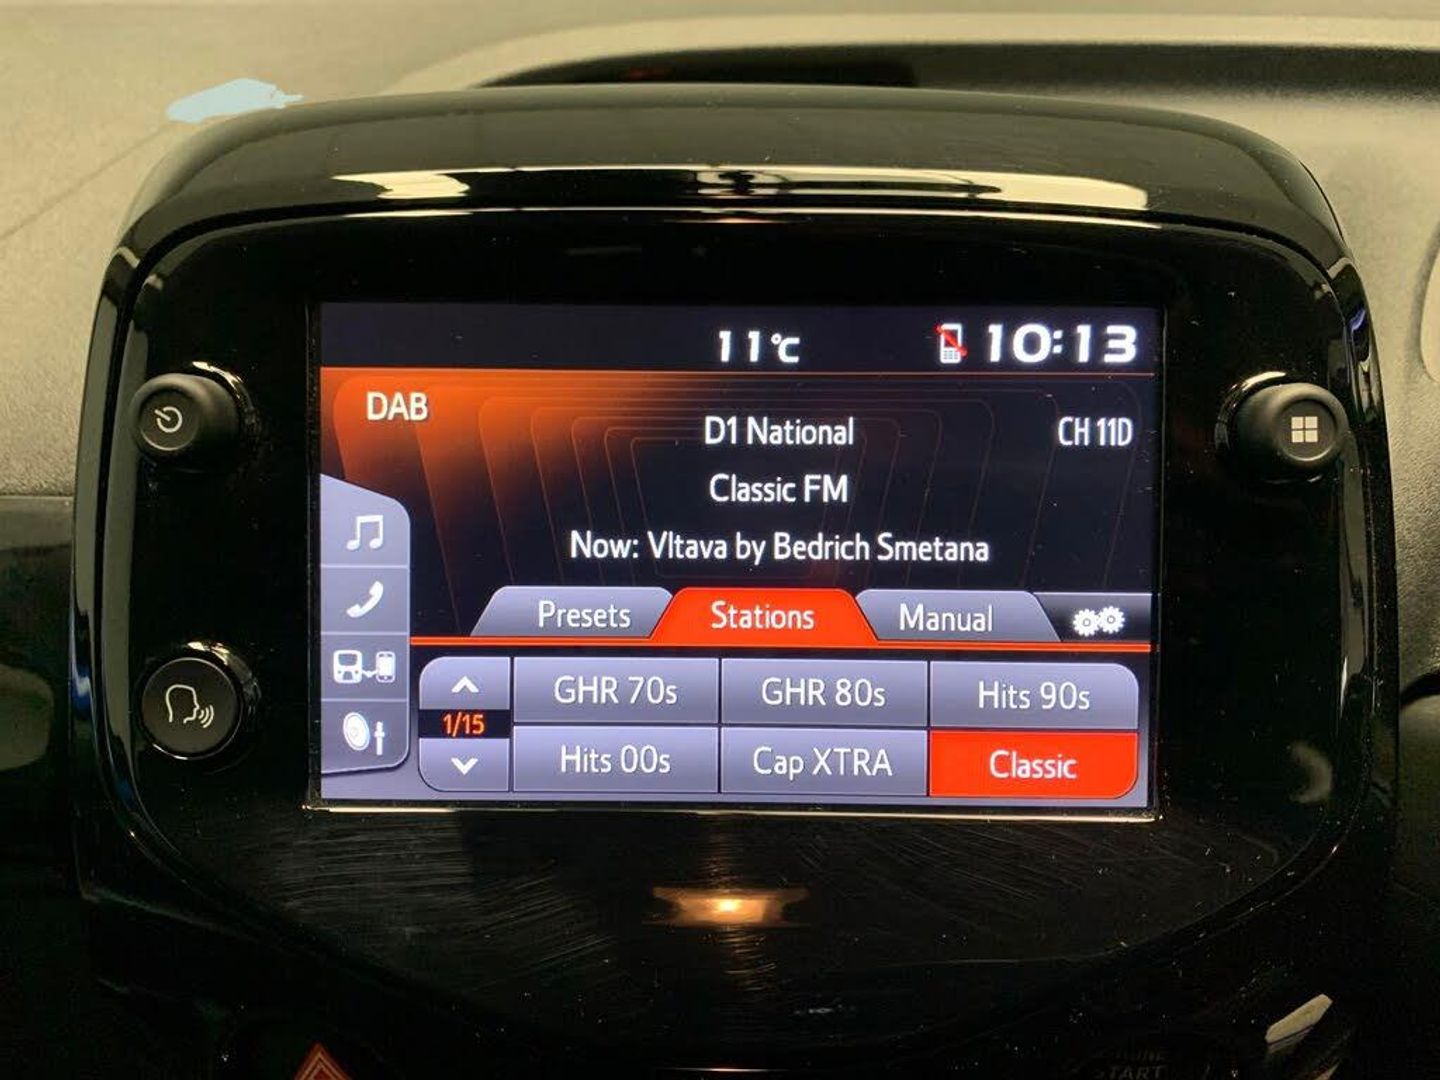 11°C 10:13
DAB
D1 National CH 11D
Classic FM
Now: Vltava by Bedrich Smetana
Presets Stations Manual
GHR 70s GHR 80s Hits 90s
1/15
Hits 00s Cap XTRA Classic
START